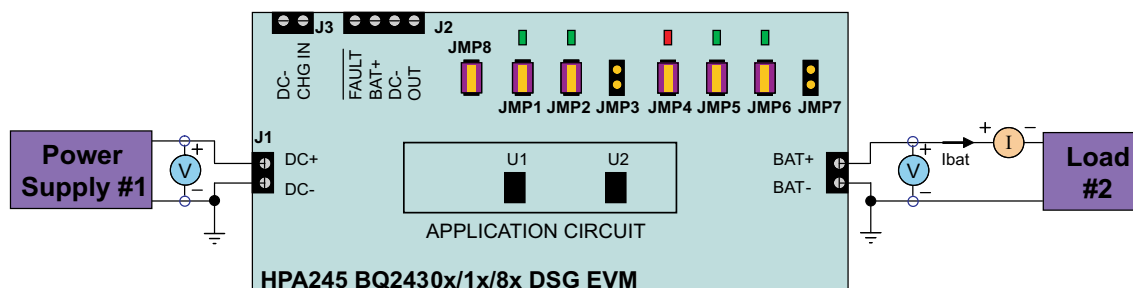 J3
J2
JMP8
DC-
CHG IN
FAULT
BAT+
DC-
OUT
JMP1
JMP2
JMP3
JMP4
JMP5
JMP6
JMP7
Power
Supply #1
+
V
–
J1
DC+
DC-
U1
U2
APPLICATION CIRCUIT
BAT+
BAT-
+
V
–
Ibat
+
I
–
Load
#2
HPA245 BQ2430x/1x/8x DSG EVM